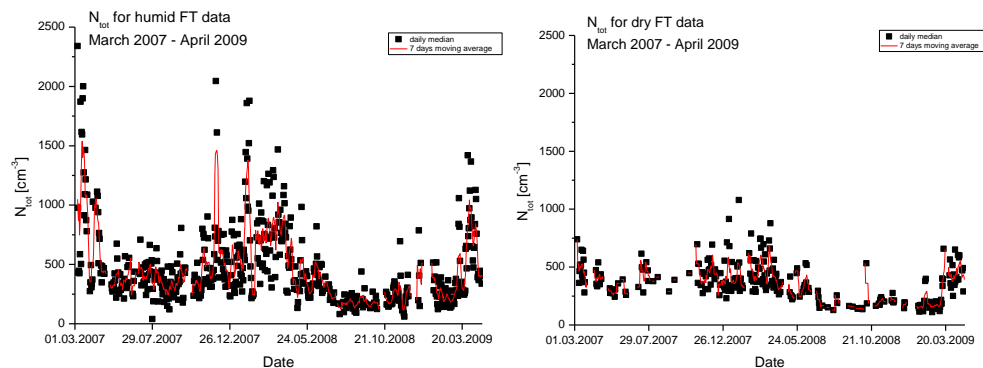 N_tot for humid FT data
March 2007 - April 2009
daily median
7 days moving average
2500
2000
1500
1000
500
0
N_tot [cm^-3]
01.03.2007 29.07.2007 26.12.2007 24.05.2008 21.10.2008 20.03.2009
Date
N_tot for dry FT data
March 2007 - April 2009
daily median
7 days moving average
2500
2000
1500
1000
500
0
N_tot [cm^-3]
01.03.2007 29.07.2007 26.12.2007 24.05.2008 21.10.2008 20.03.2009
Date